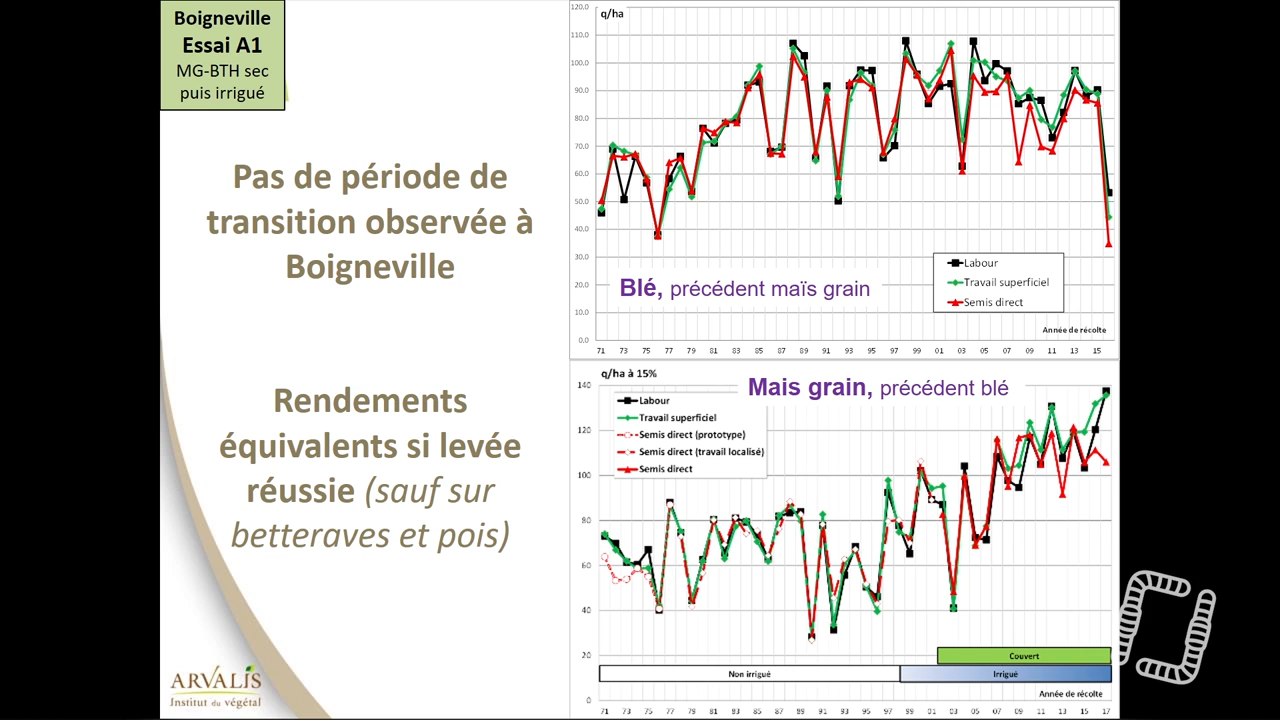 Boigneville
Essai A1
MG-BTH sec
puis irrigué
Pas de période de
transition observée à
Boigneville
Rendements
équivalents si levée
réussie (sauf sur
betteraves et pois)
ARVALIS
Institut du végétal
q/ha
120.0
110.0
100.0
90.0
80.0
70.0
60.0
50.0
40.0
30.0
20.0
10.0
0.0
Blé, précédent maïs grain
Labour
Travail superficiel
Semis direct
Année de récolte
71 73 75 77 79 81 83 85 87 89 91 93 95 97 99 01 03 05 07 09 11 13 15
q/ha à 15%
Mais grain, précédent blé
140
120
100
80
60
40
20
0
Labour
Travail superficiel
Semis direct (prototype)
Semis direct (travail localisé)
Semis direct
Couvert
Non irrigué
Irrigué
Année de récolte
71 73 75 77 79 81 83 85 87 89 91 93 95 97 99 01 03 05 07 09 11 13 15 17